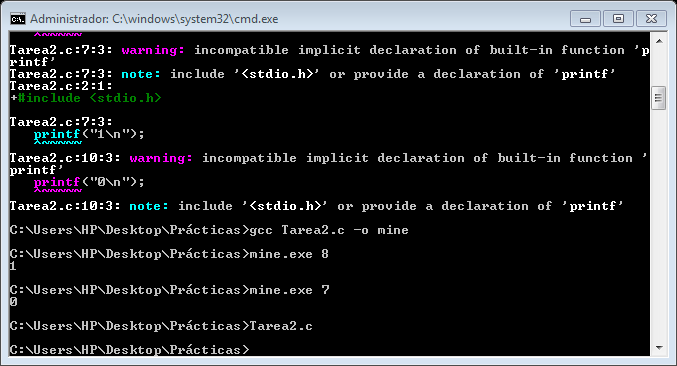 Administrador: C:\windows\system32\cmd.exe
Tarea2.c:7:3: warning: incompatible implicit declaration of built-in function 'p
rintf'
Tarea2.c:7:3: note: include '<stdio.h>' or provide a declaration of 'printf'
Tarea2.c:2:1:
+#include <stdio.h>
Tarea2.c:7:3:
printf("1\n");
^~~~~~
Tarea2.c:10:3: warning: incompatible implicit declaration of built-in function '
printf'
printf("0\n");
^~~~~~
Tarea2.c:10:3: note: include '<stdio.h>' or provide a declaration of 'printf'
C:\Users\HP\Desktop\Prácticas>gcc Tarea2.c -o mine
C:\Users\HP\Desktop\Prácticas>mine.exe 8
1
C:\Users\HP\Desktop\Prácticas>mine.exe 7
0
C:\Users\HP\Desktop\Prácticas>Tarea2.c
C:\Users\HP\Desktop\Prácticas>